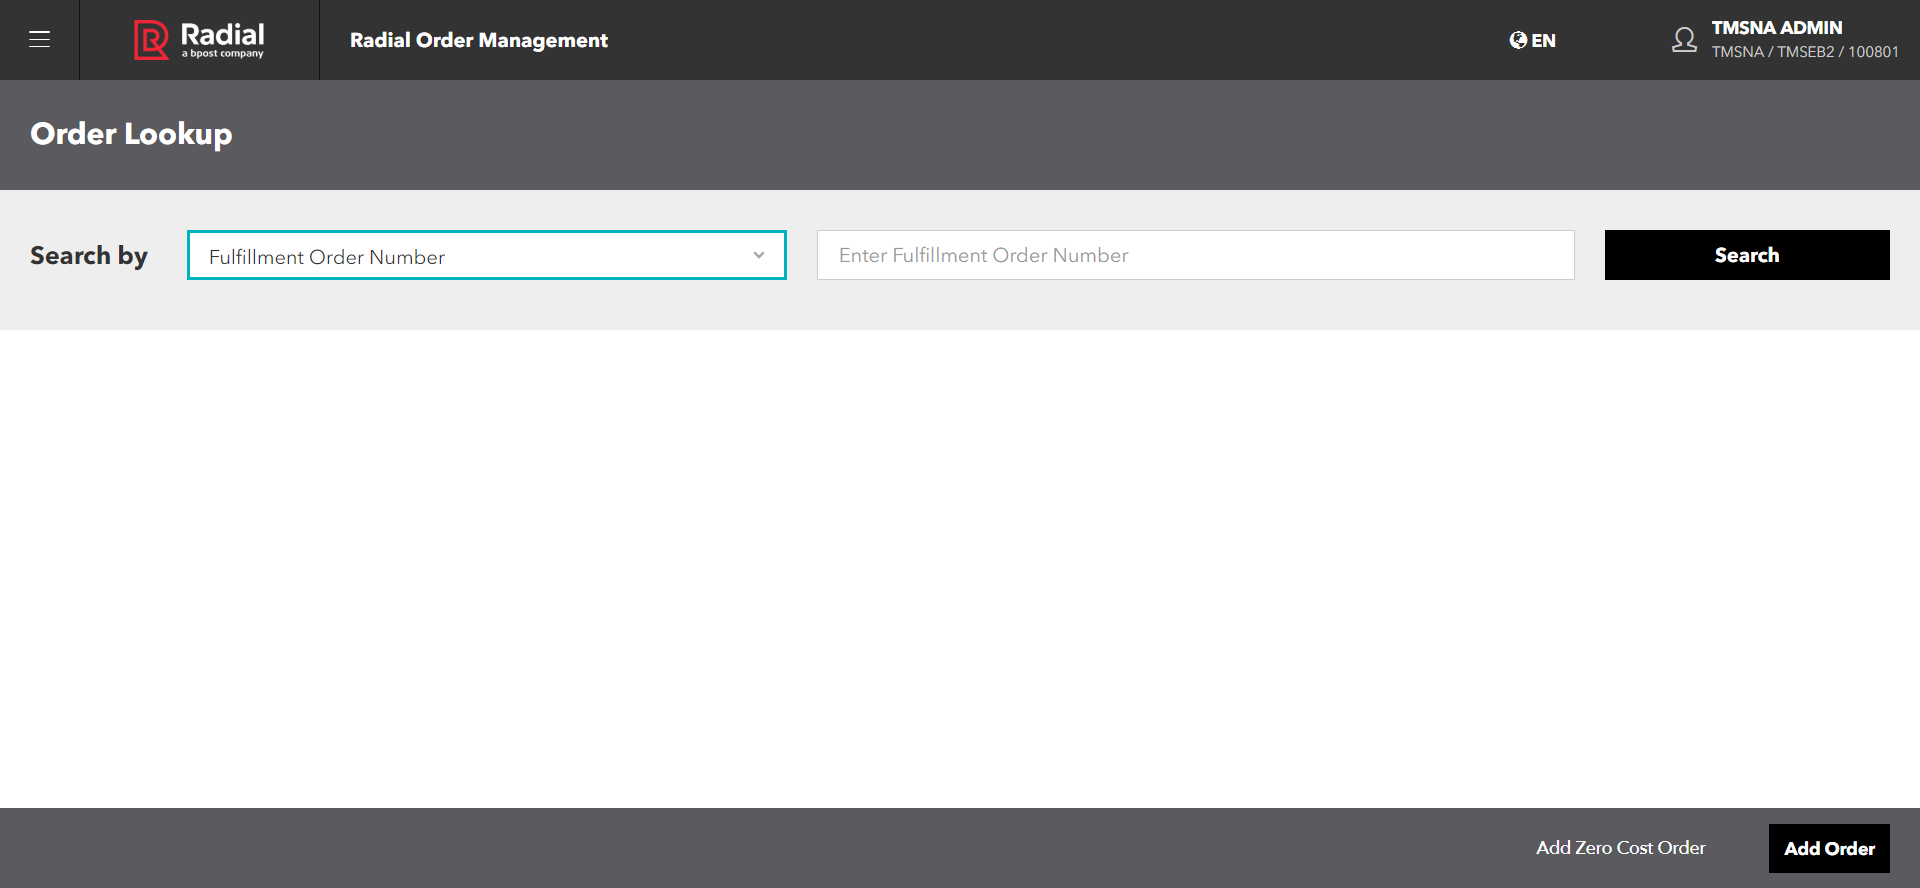 Radial
a bpost company
Radial Order Management
EN
TMSNA ADMIN
TMSNA / TMSEB2 / 100801
Order Lookup
Search by
Fulfillment Order Number
Enter Fulfillment Order Number
Search
Add Zero Cost Order
Add Order